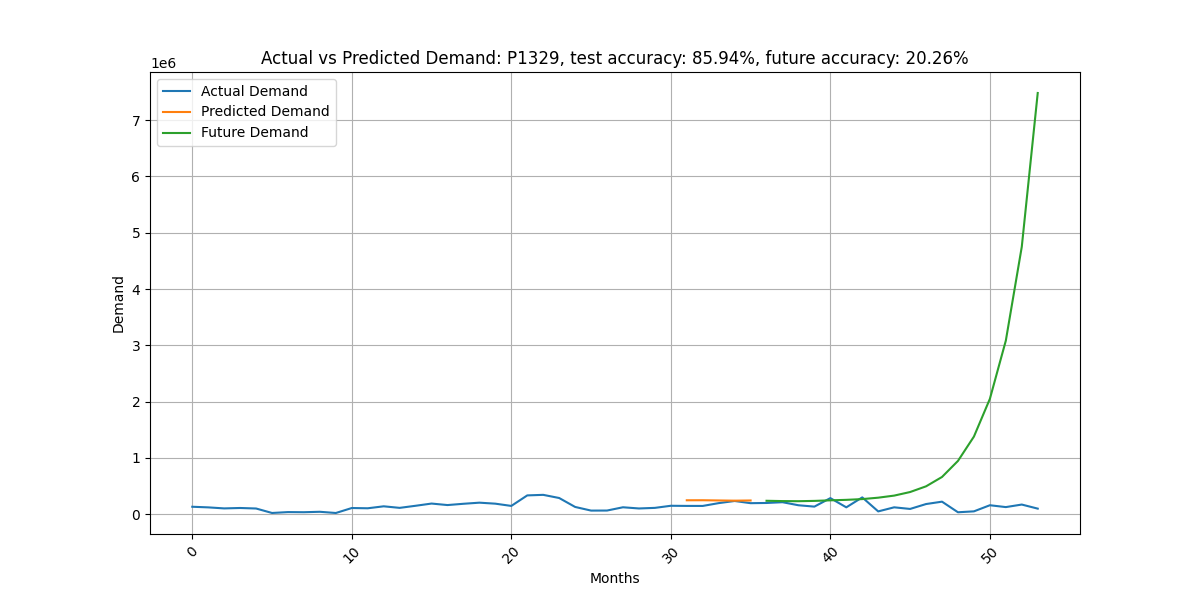 Actual vs Predicted Demand: P1329, test accuracy: 85.94%, future accuracy: 20.26%
1e6
Actual Demand
Predicted Demand
Future Demand
7
6
5
4
3
2
1
0
Demand
0
10
20
30
40
50
Months